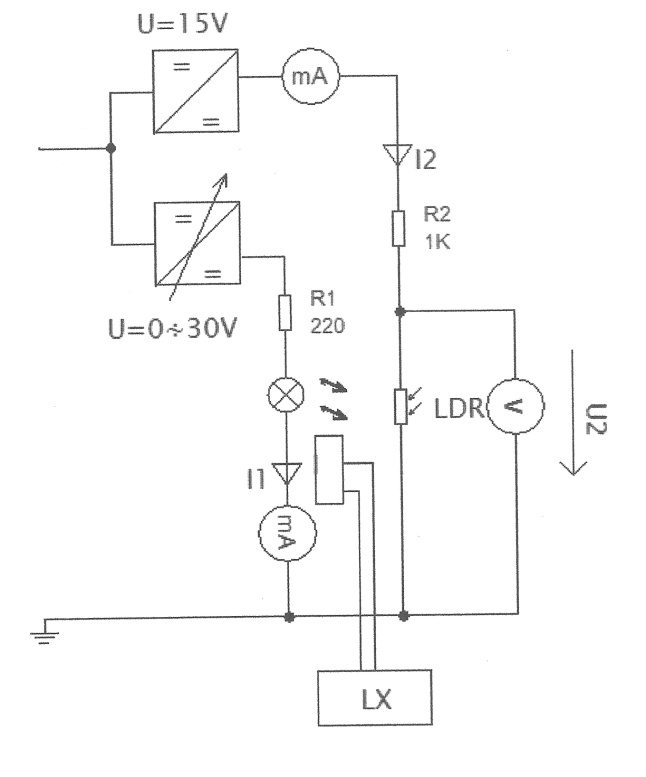 U=15V
=
=
mA
I2
R2
1K
=
=
U=0÷30V
R1
220
LDR
V
U2
I1
mA
LX